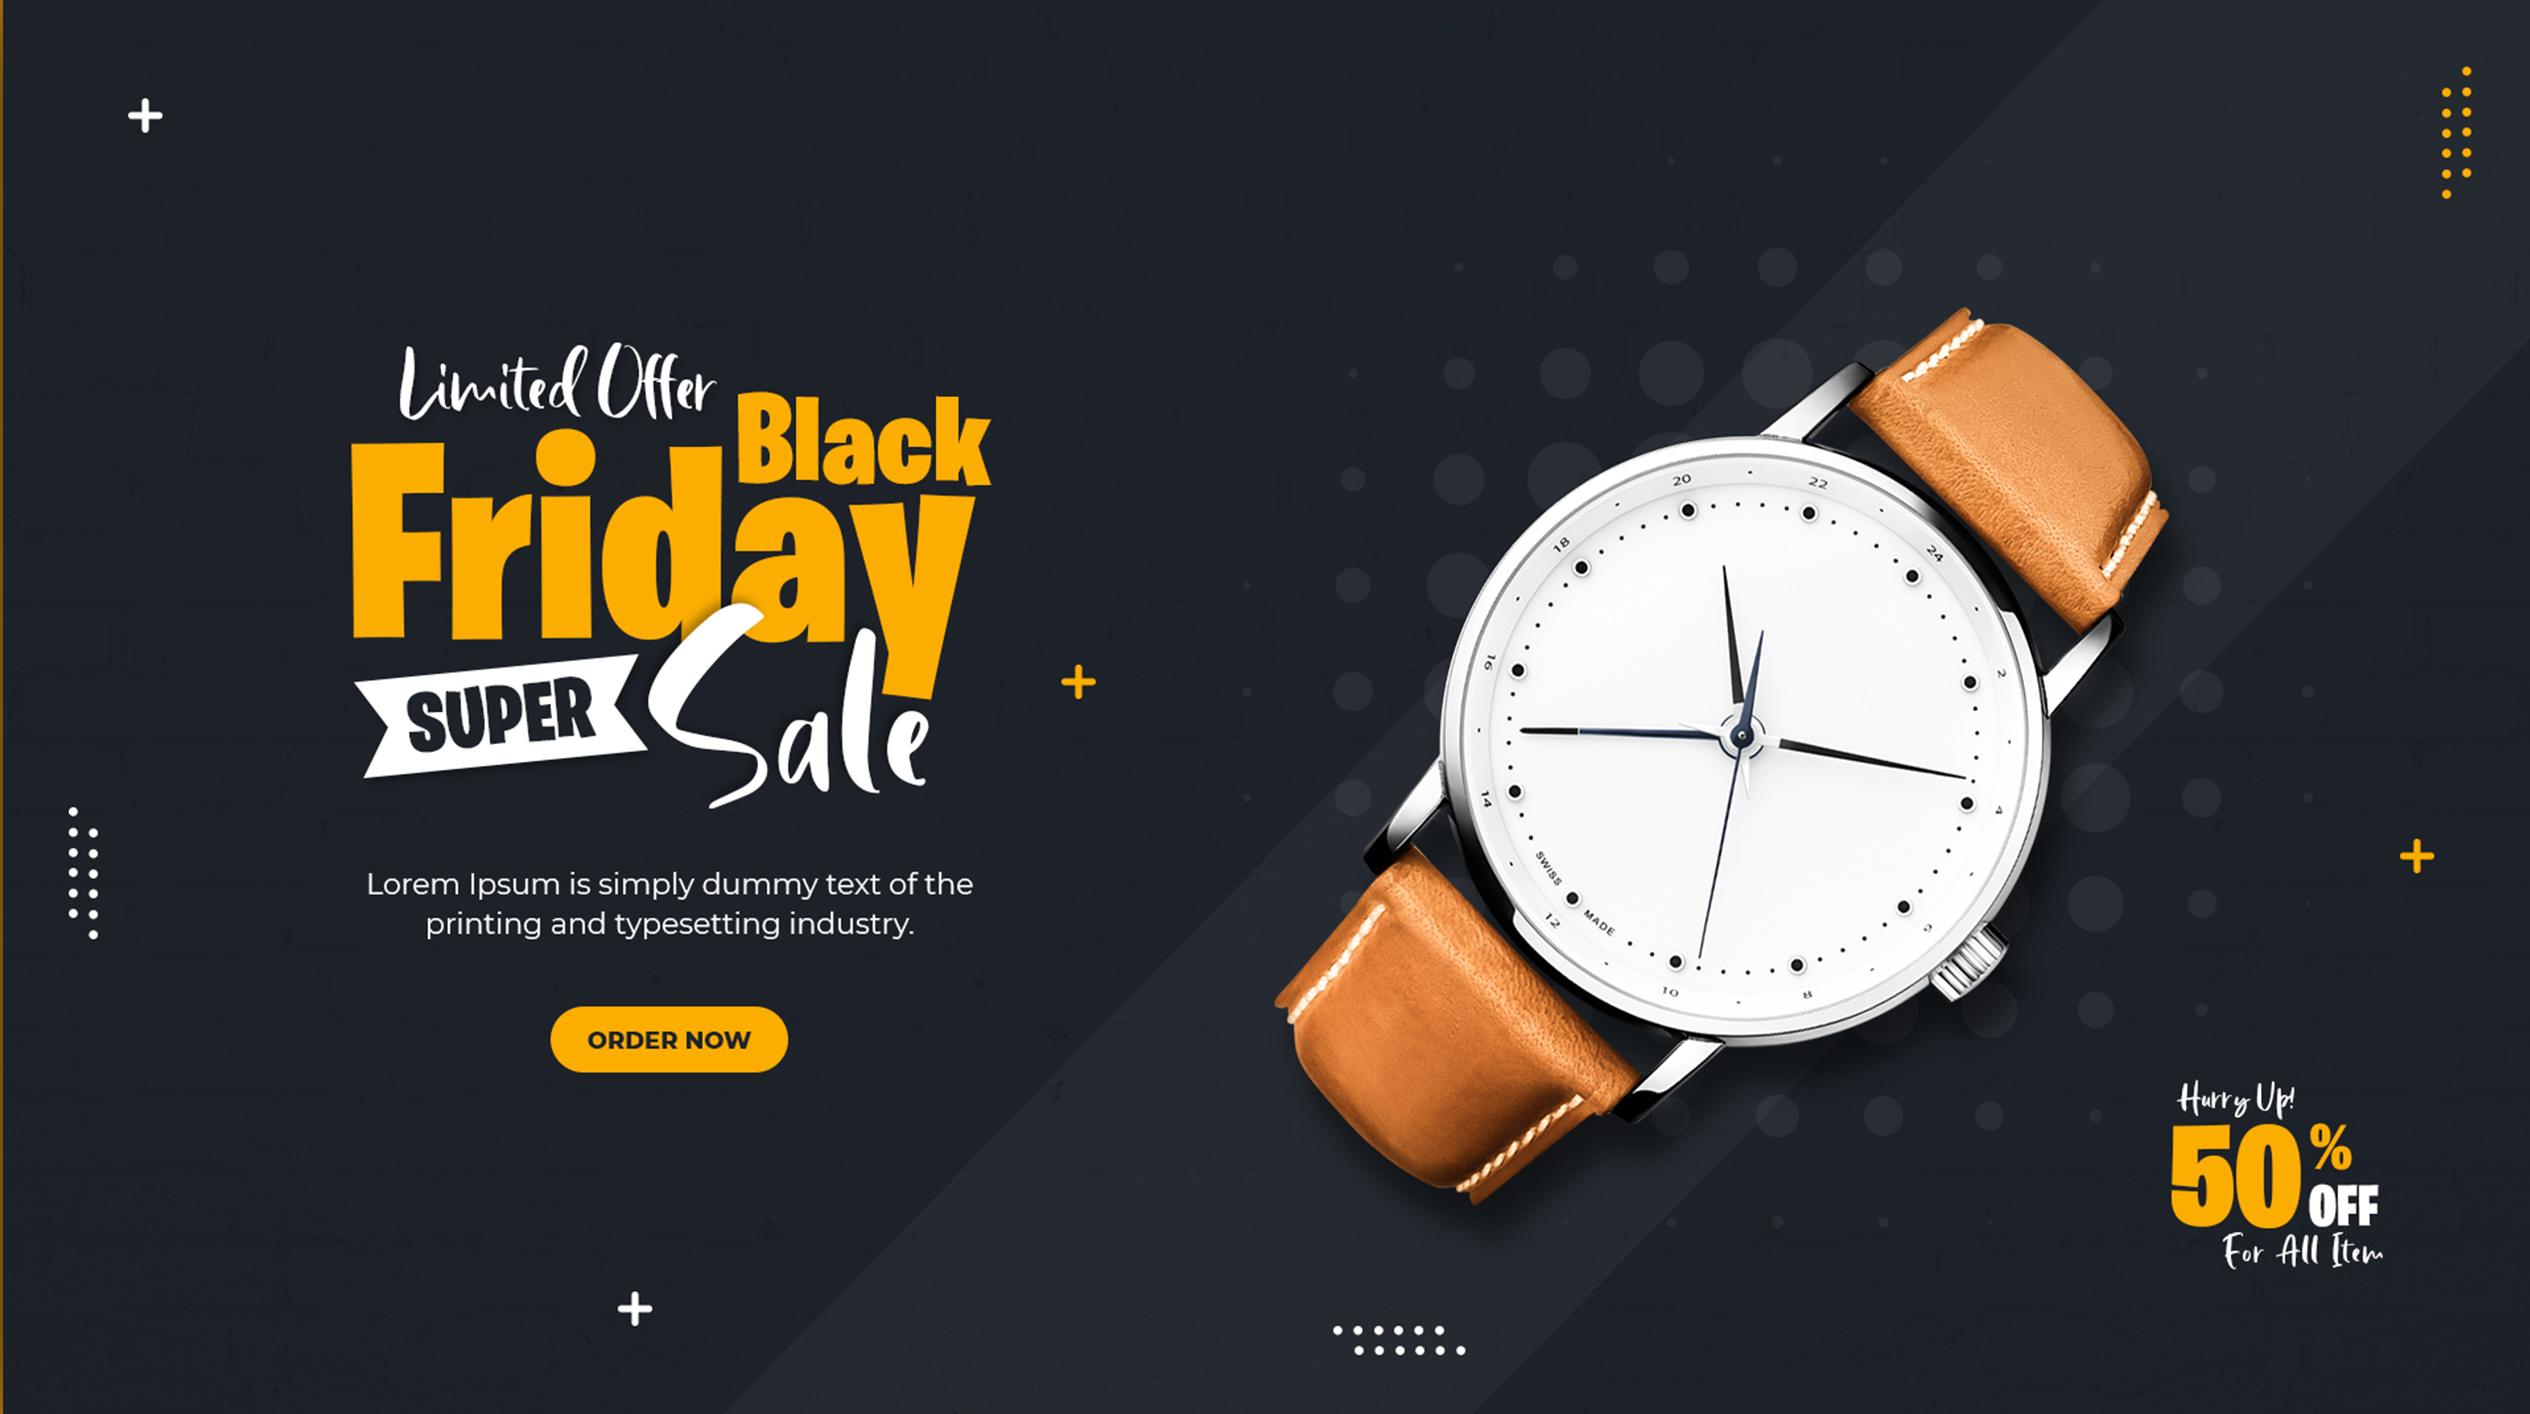 Limited Offer
Black
Friday
SUPER
Sale
Lorem Ipsum is simply dummy text of the
printing and typesetting industry.
ORDER NOW
20
22
24
2
4
6
8
10
12
14
16
18
SWISS
MADE
Hurry Up!
50%
OFF
For All Item